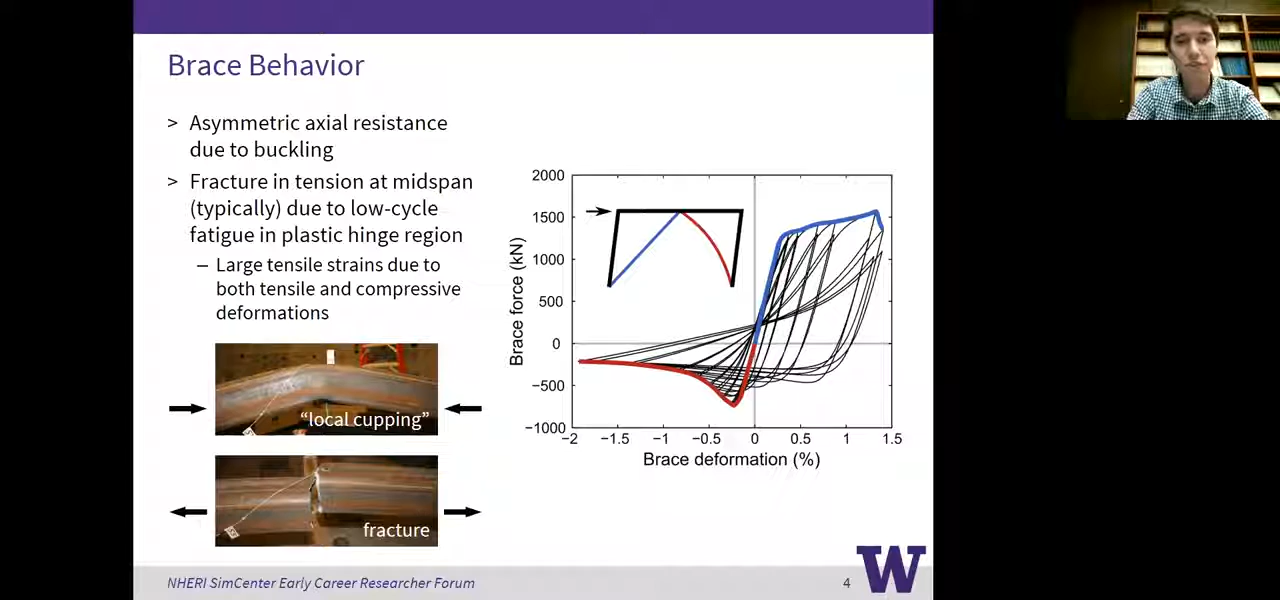 Brace Behavior
> Asymmetric axial resistance
due to buckling
> Fracture in tension at midspan
(typically) due to low-cycle
fatigue in plastic hinge region
– Large tensile strains due to
both tensile and compressive
deformations
"local cupping"
fracture
2000
1500
1000
500
0
−500
−1000
Brace force (kN)
−2 −1.5 −1 −0.5 0 0.5 1 1.5
Brace deformation (%)
NHERI SimCenter Early Career Researcher Forum
4
W